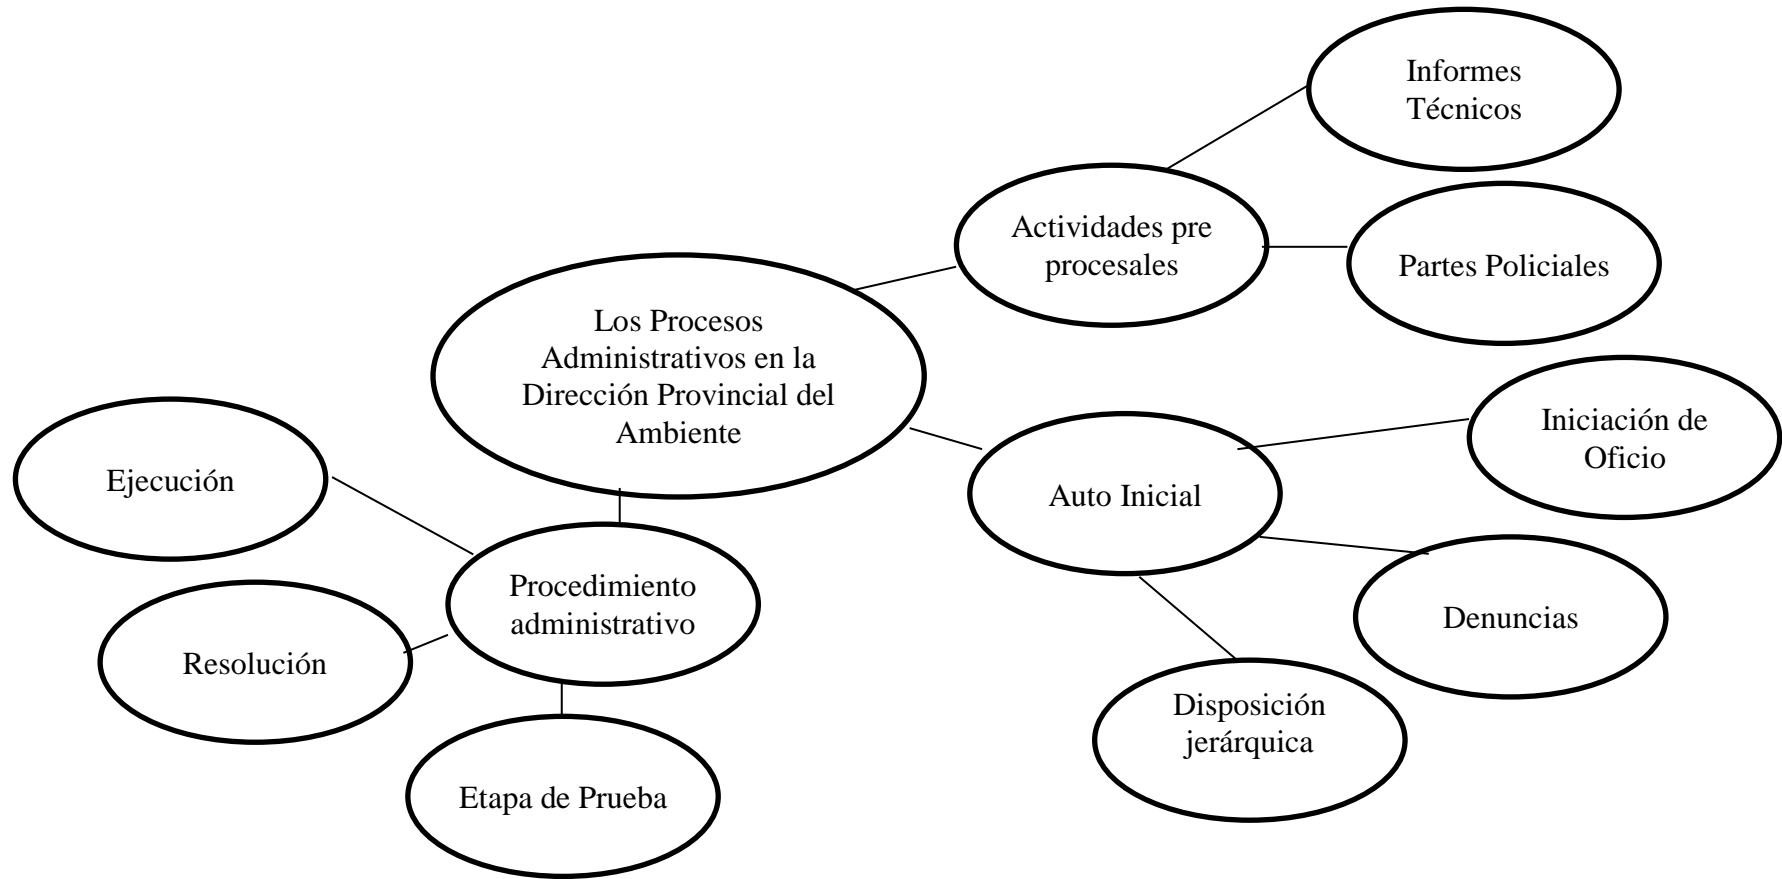 Informes
Técnicos
Actividades pre
procesales
Partes Policiales
Los Procesos
Administrativos en la
Dirección Provincial del
Ambiente
Iniciación de
Oficio
Ejecución
Auto Inicial
Procedimiento
administrativo
Denuncias
Resolución
Disposición
jerárquica
Etapa de Prueba